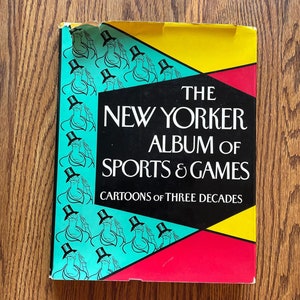 THE
NEW YORKER
ALBUM OF
SPORTS & GAMES
CARTOONS OF THREE DECADES